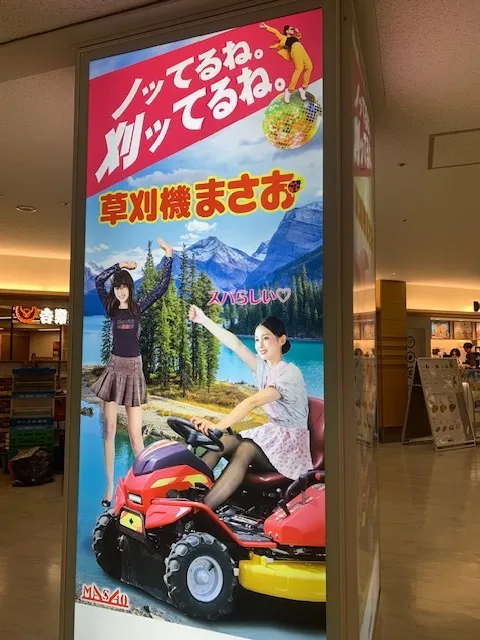 ノッてるね。
刈ッてるね。
草刈機まさお
スバらしい♡
MASAO